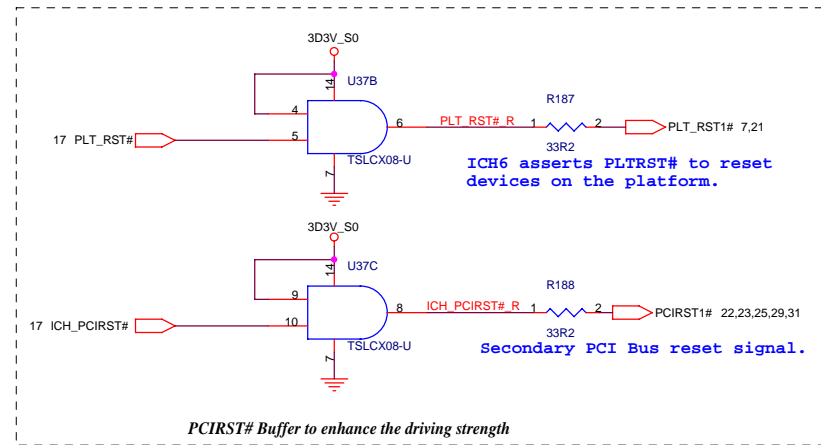 3D3V_S0
14
U37B
4
5
6
PLT_RST#_R
1
R187
2
33R2
PLT_RST1# 7,21
17 PLT_RST#
TSLCX08-U
7
ICH6 asserts PLTRST# to reset
devices on the platform.
3D3V_S0
14
U37C
9
10
8
ICH_PCIRST#_R
1
R188
2
33R2
PCIRST1# 22,23,25,29,31
17 ICH_PCIRST#
TSLCX08-U
7
Secondary PCI Bus reset signal.
PCIRST# Buffer to enhance the driving strength